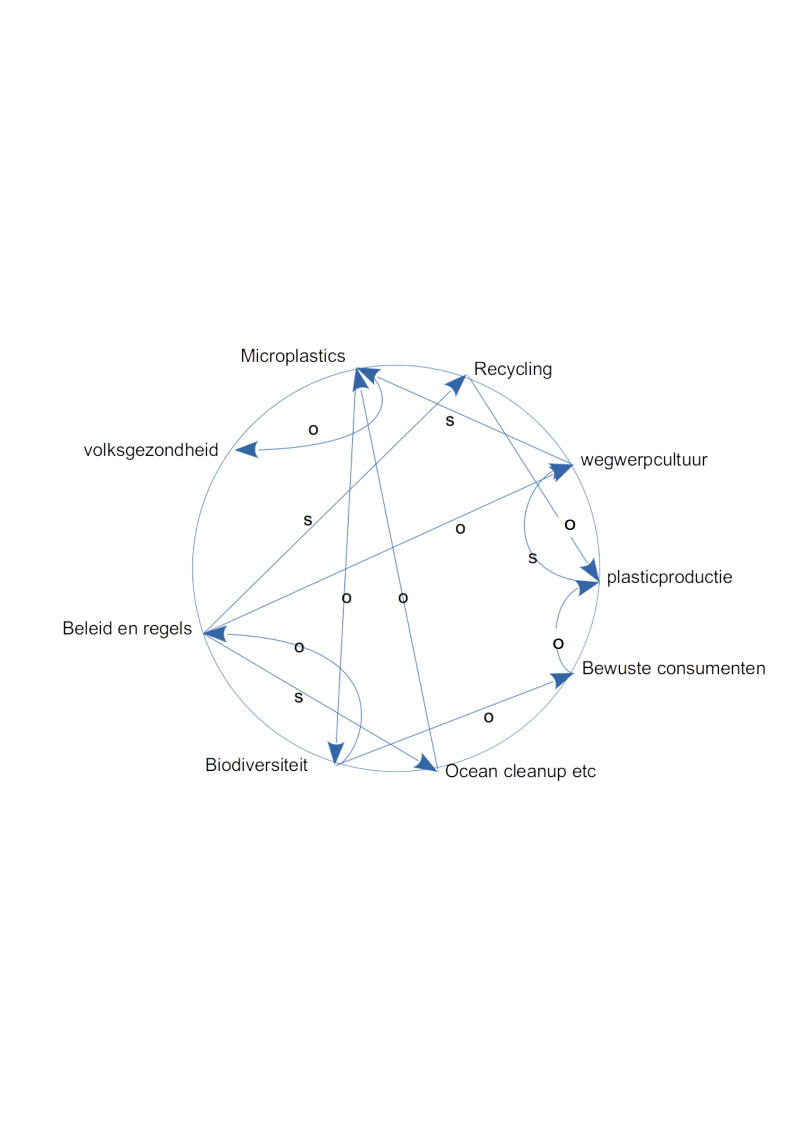 Microplastics
Recycling
o
s
volksgezondheid
wegwerpcultuur
s
o
o
s
plasticproductie
o
o
Beleid en regels
o
o
Bewuste consumenten
s
o
Biodiversiteit
Ocean cleanup etc